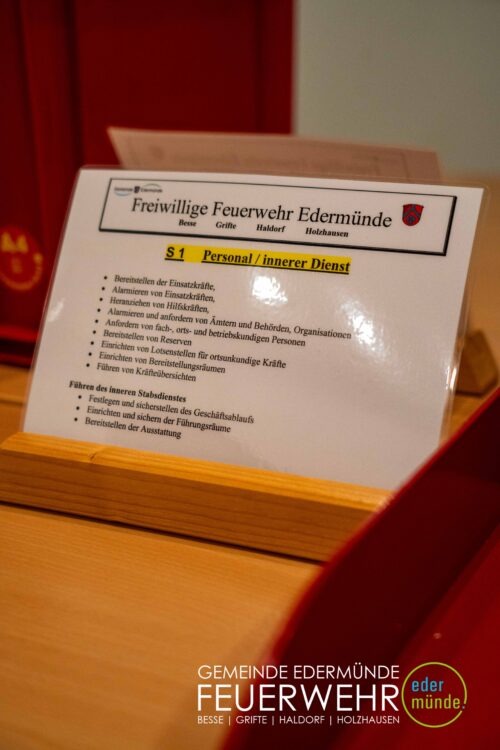 Freiwillige Feuerwehr Edermünde
Besse Grifte Haldorf Holzhausen
S 1 Personal / innerer Dienst
• Bereitstellen der Einsatzkräfte,
• Alarmieren von Einsatzkräften,
• Heranziehen von Hilfskräften,
• Alarmieren und anfordern von Ämtern und Behörden, Organisationen
• Anfordern von fach-, orts- und betriebskundigen Personen
• Bereitstellen von Reserven
• Einrichten von Lotsenstellen für ortsunkundige Kräfte
• Einrichten von Bereitstellungsräumen
• Führen von Kräfteübersichten
Führen des inneren Stabsdienstes
• Festlegen und sicherstellen des Geschäftsablaufs
• Einrichten und sichern der Führungsräume
• Bereitstellen der Ausstattung
A4
GEMEINDE EDERMÜNDE
FEUERWEHR
BESSE | GRIFTE | HALDORF | HOLZHAUSEN
eder
münde.